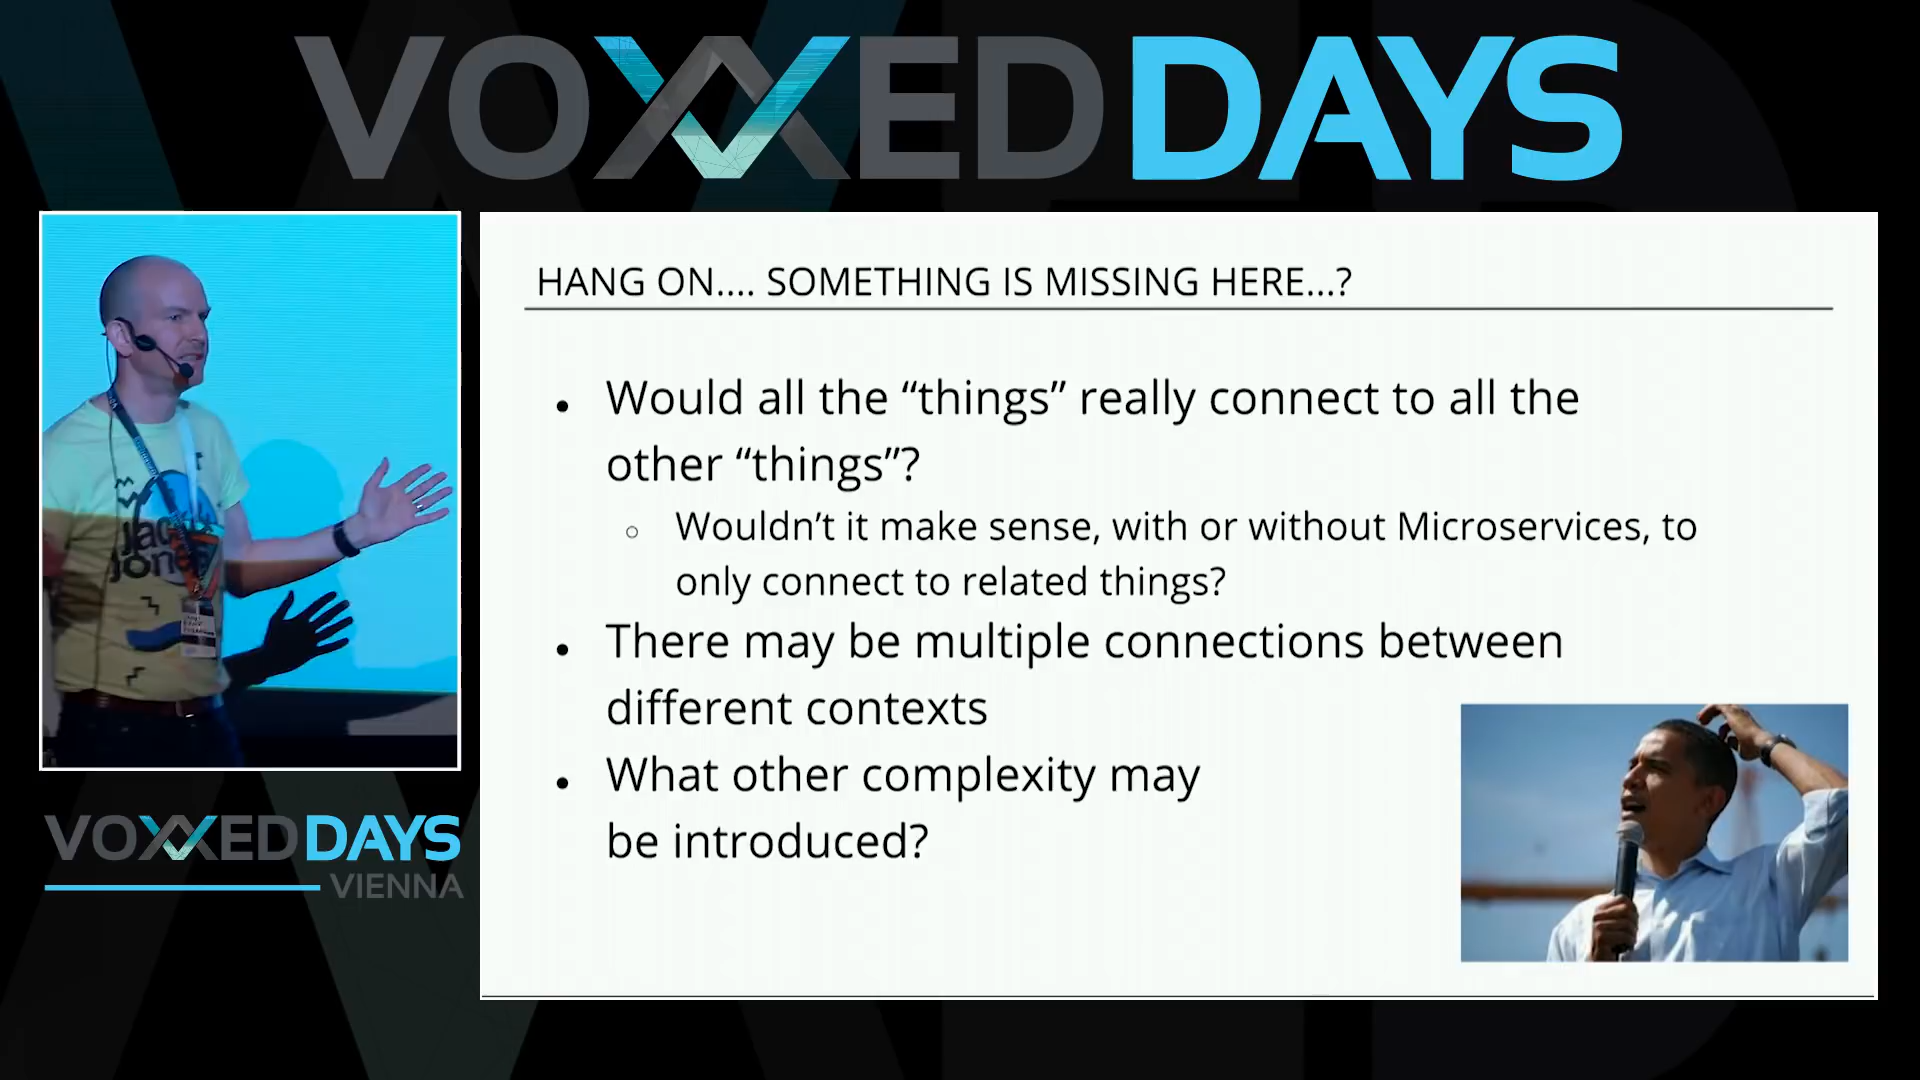 VOXXED DAYS
HANG ON.... SOMETHING IS MISSING HERE...?
Would all the “things” really connect to all the
other “things”?
Wouldn’t it make sense, with or without Microservices, to
only connect to related things?
There may be multiple connections between
different contexts
What other complexity may
be introduced?
Jack
Jones
VOXXED DAYS
VIENNA